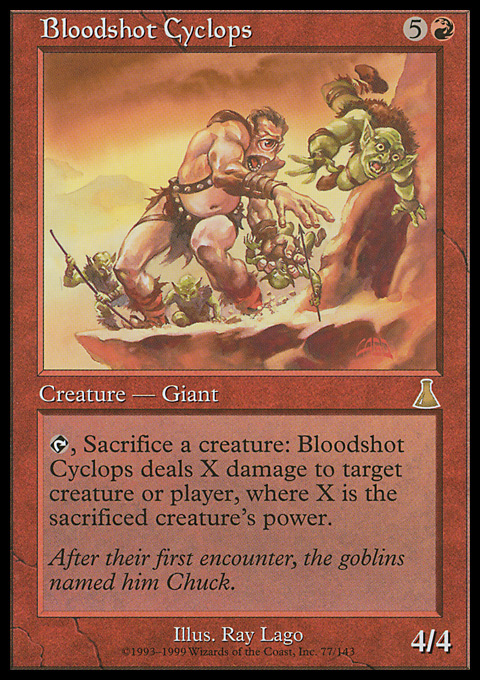 Bloodshot Cyclops 5
Creature — Giant
, Sacrifice a creature: Bloodshot
Cyclops deals X damage to target
creature or player, where X is the
sacrificed creature's power.
After their first encounter, the goblins
named him Chuck.
Illus. Ray Lago
©1993–1999 Wizards of the Coast, Inc. 77/143
4/4